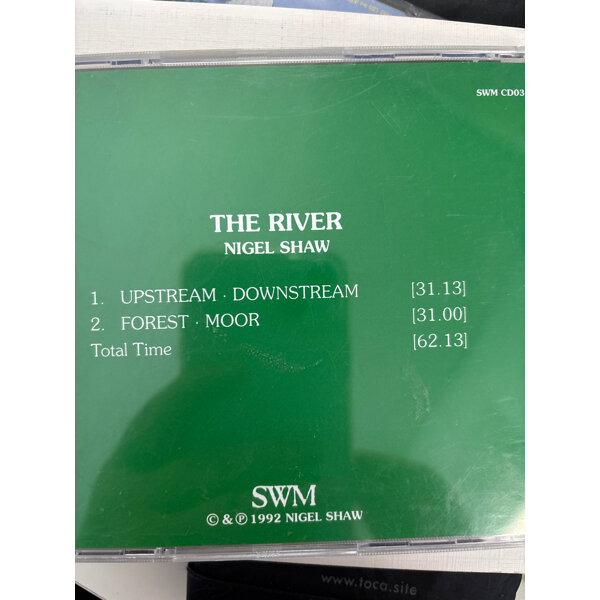 SWM CD03
THE RIVER
NIGEL SHAW
1. UPSTREAM · DOWNSTREAM [31.13]
2. FOREST · MOOR [31.00]
Total Time [62.13]
SWM
© & ℗ 1992 NIGEL SHAW
www.toca.site